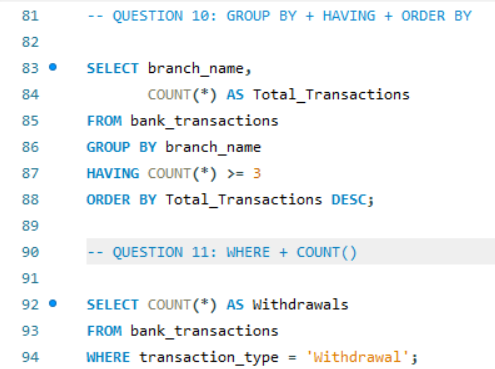 81 -- QUESTION 10: GROUP BY + HAVING + ORDER BY
82
83 SELECT branch_name,
84 COUNT(*) AS Total_Transactions
85 FROM bank_transactions
86 GROUP BY branch_name
87 HAVING COUNT(*) >= 3
88 ORDER BY Total_Transactions DESC;
89
90 -- QUESTION 11: WHERE + COUNT()
91
92 SELECT COUNT(*) AS Withdrawals
93 FROM bank_transactions
94 WHERE transaction_type = 'Withdrawal';